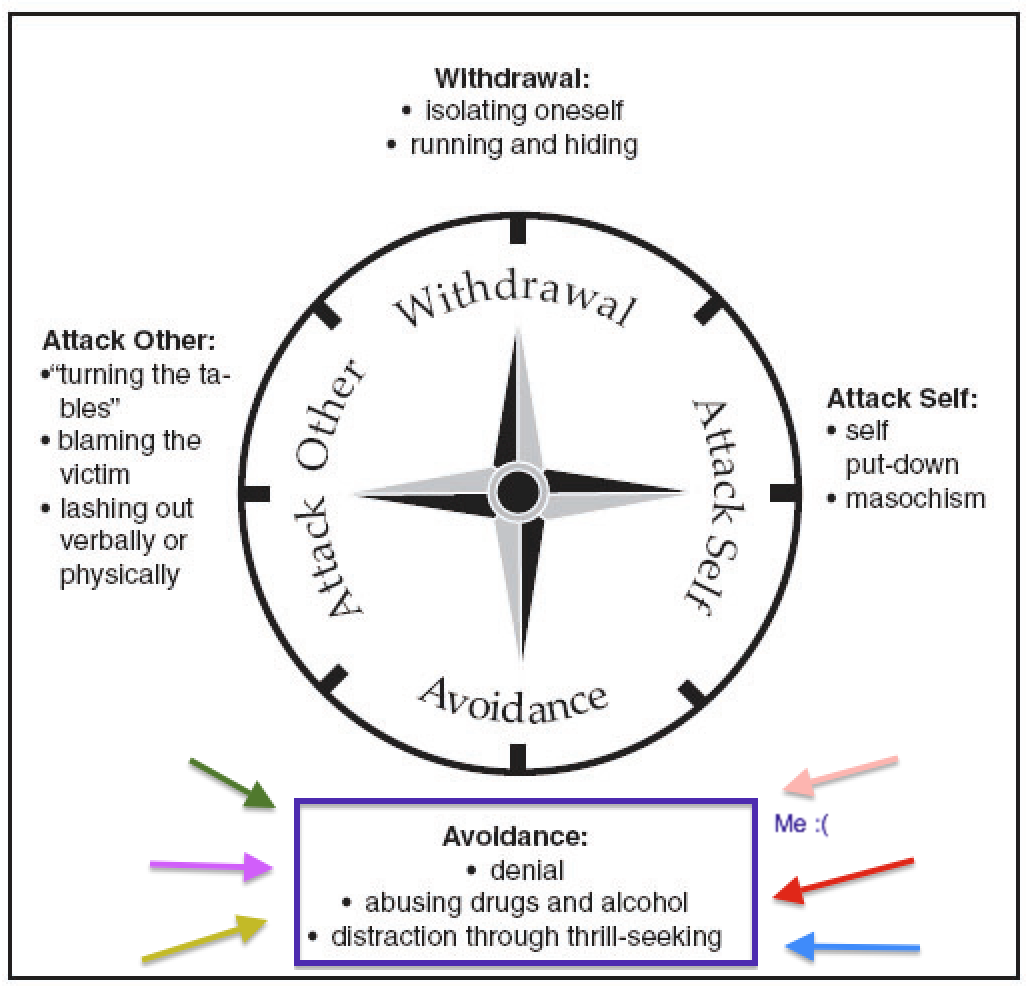 Withdrawal:
• isolating oneself
• running and hiding
Withdrawal
Attack Other:
•“turning the ta-
bles”
• blaming the
victim
• lashing out
verbally or
physically
Attack Other
Attack Self
Attack Self:
• self
put-down
• masochism
Avoidance
Avoidance:
• denial
• abusing drugs and alcohol
• distraction through thrill-seeking
Me :(